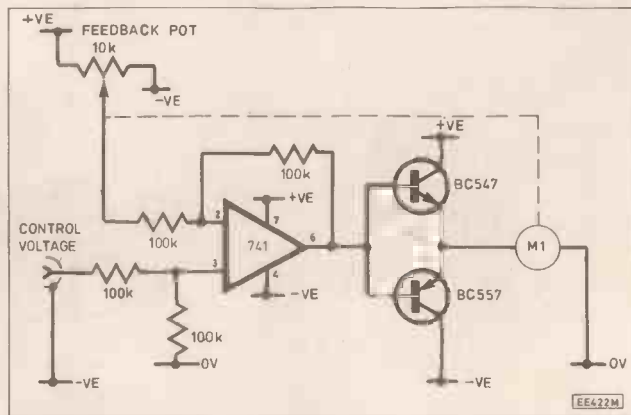 +VE
FEEDBACK POT
10k
-VE
+VE
100k
BC547
+VE
CONTROL
VOLTAGE
2
7
100k
741
6
M1
3
4
100k
-VE
BC557
100k
0V
0V
-VE
-VE
EE422M